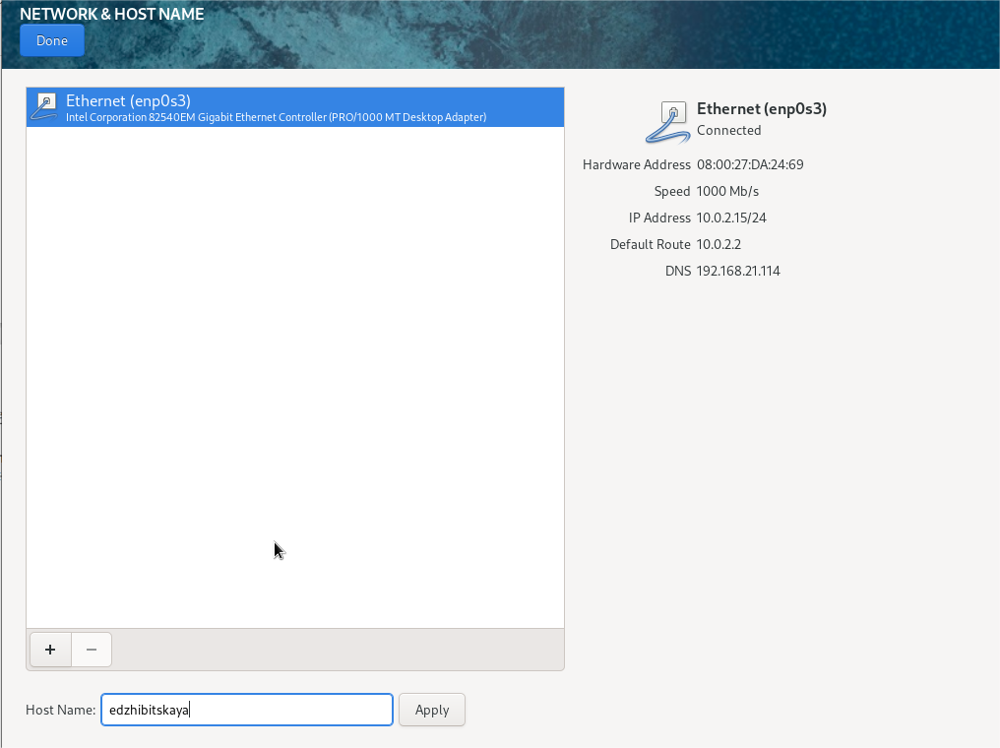 NETWORK & HOST NAME
Done
Ethernet (enp0s3)
Intel Corporation 82540EM Gigabit Ethernet Controller (PRO/1000 MT Desktop Adapter)
Ethernet (enp0s3)
Connected
Hardware Address 08:00:27:DA:24:69
Speed 1000 Mb/s
IP Address 10.0.2.15/24
Default Route 10.0.2.2
DNS 192.168.21.114
+ −
Host Name: edzhibitskaya Apply